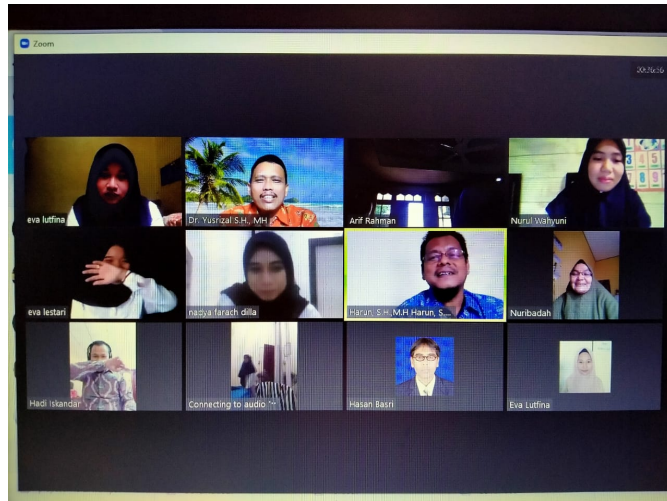 Zoom
eva lutfina
Dr. Yusrizal S.H., MH
Arif Rahman
Nurul Wahyuni
eva lestari
nadya farach dilla
Harun, S.H.,M.H Harun, S....
Nuribadah
Hadi Iskandar
Connecting to audio
Hasan Basri
Eva Lutfina